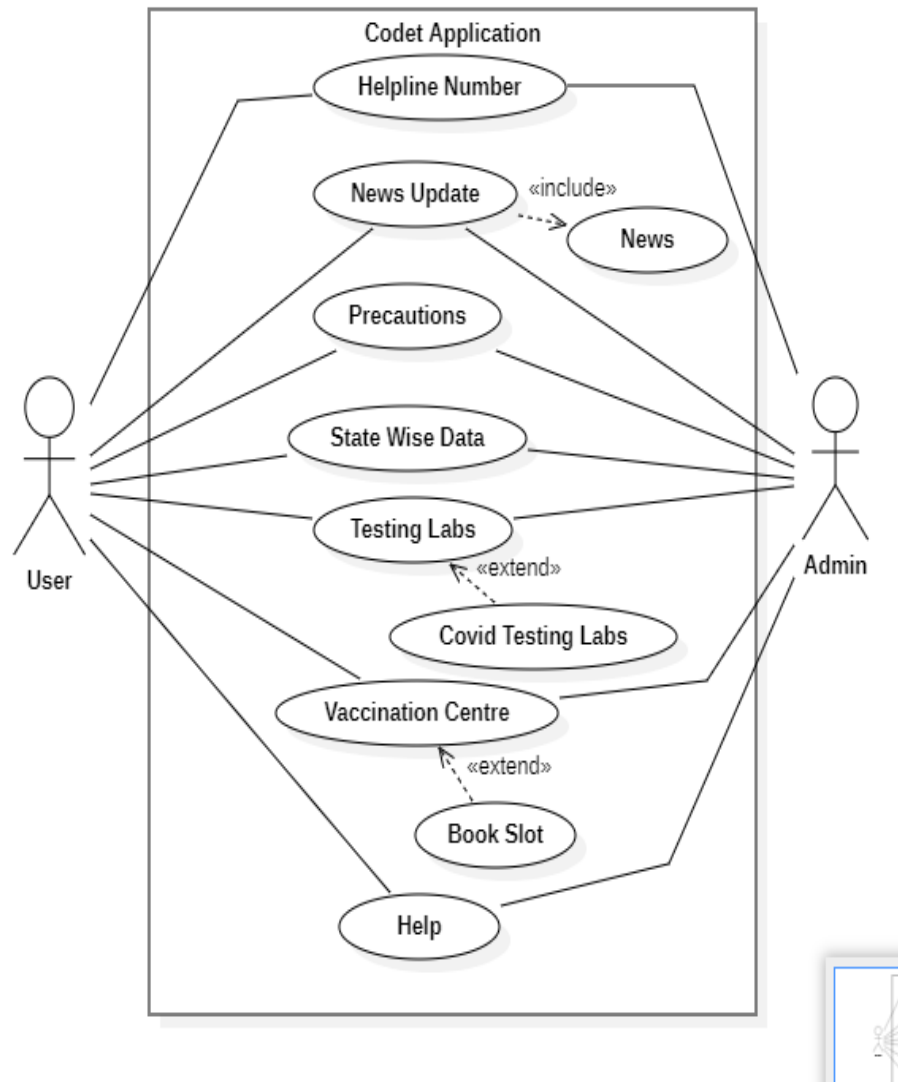 Codet Application
Helpline Number
News Update
«include»
News
Precautions
State Wise Data
Testing Labs
«extend»
User
Admin
Covid Testing Labs
Vaccination Centre
«extend»
Book Slot
Help